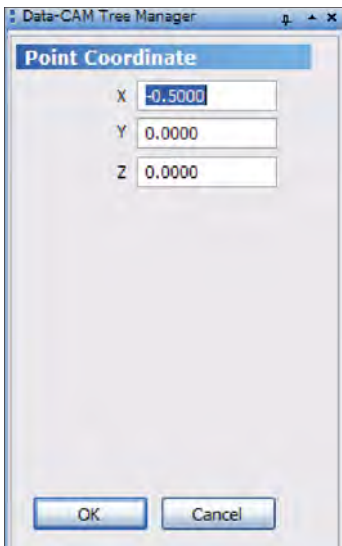 Data-CAM Tree Manager
Point Coordinate
X -0.5000
Y 0.0000
Z 0.0000
OK Cancel